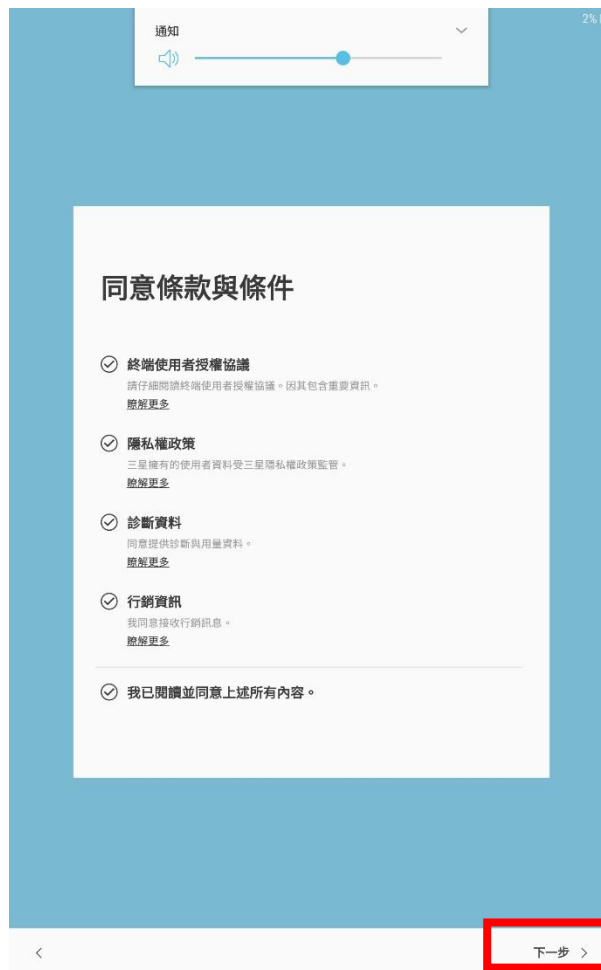 通知
2%
同意條款與條件
終端使用者授權協議
請仔細閱讀終端使用者授權協議。因其包含重要資訊。
瞭解更多
隱私權政策
三星擁有的使用者資料受三星隱私權政策監管。
瞭解更多
診斷資料
同意提供診斷與用量資料。
瞭解更多
行銷資訊
我同意接收行銷訊息。
瞭解更多
我已閱讀並同意上述所有內容。
下一步